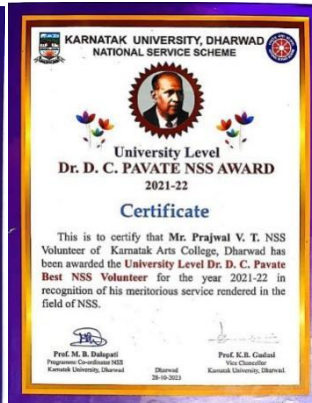 KARNATAK UNIVERSITY, DHARWAD
NATIONAL SERVICE SCHEME
University Level
Dr. D. C. PAVATE NSS AWARD
2021-22
Certificate
This is to certify that Mr. Prajwal V. T. NSS
Volunteer of Karnatak Arts College, Dharwad has
been awarded the University Level Dr. D. C. Pavate
Best NSS Volunteer for the year 2021-22 in
recognition of his meritorious service rendered in the
field of NSS.
Prof. M. B. Dalapati
Programme Co-ordinator NSS
Karnatak University, Dharwad
Dharwad
26-10-2023
Prof. K.B. Gudasi
Vice Chancellor
Karnatak University, Dharwad.